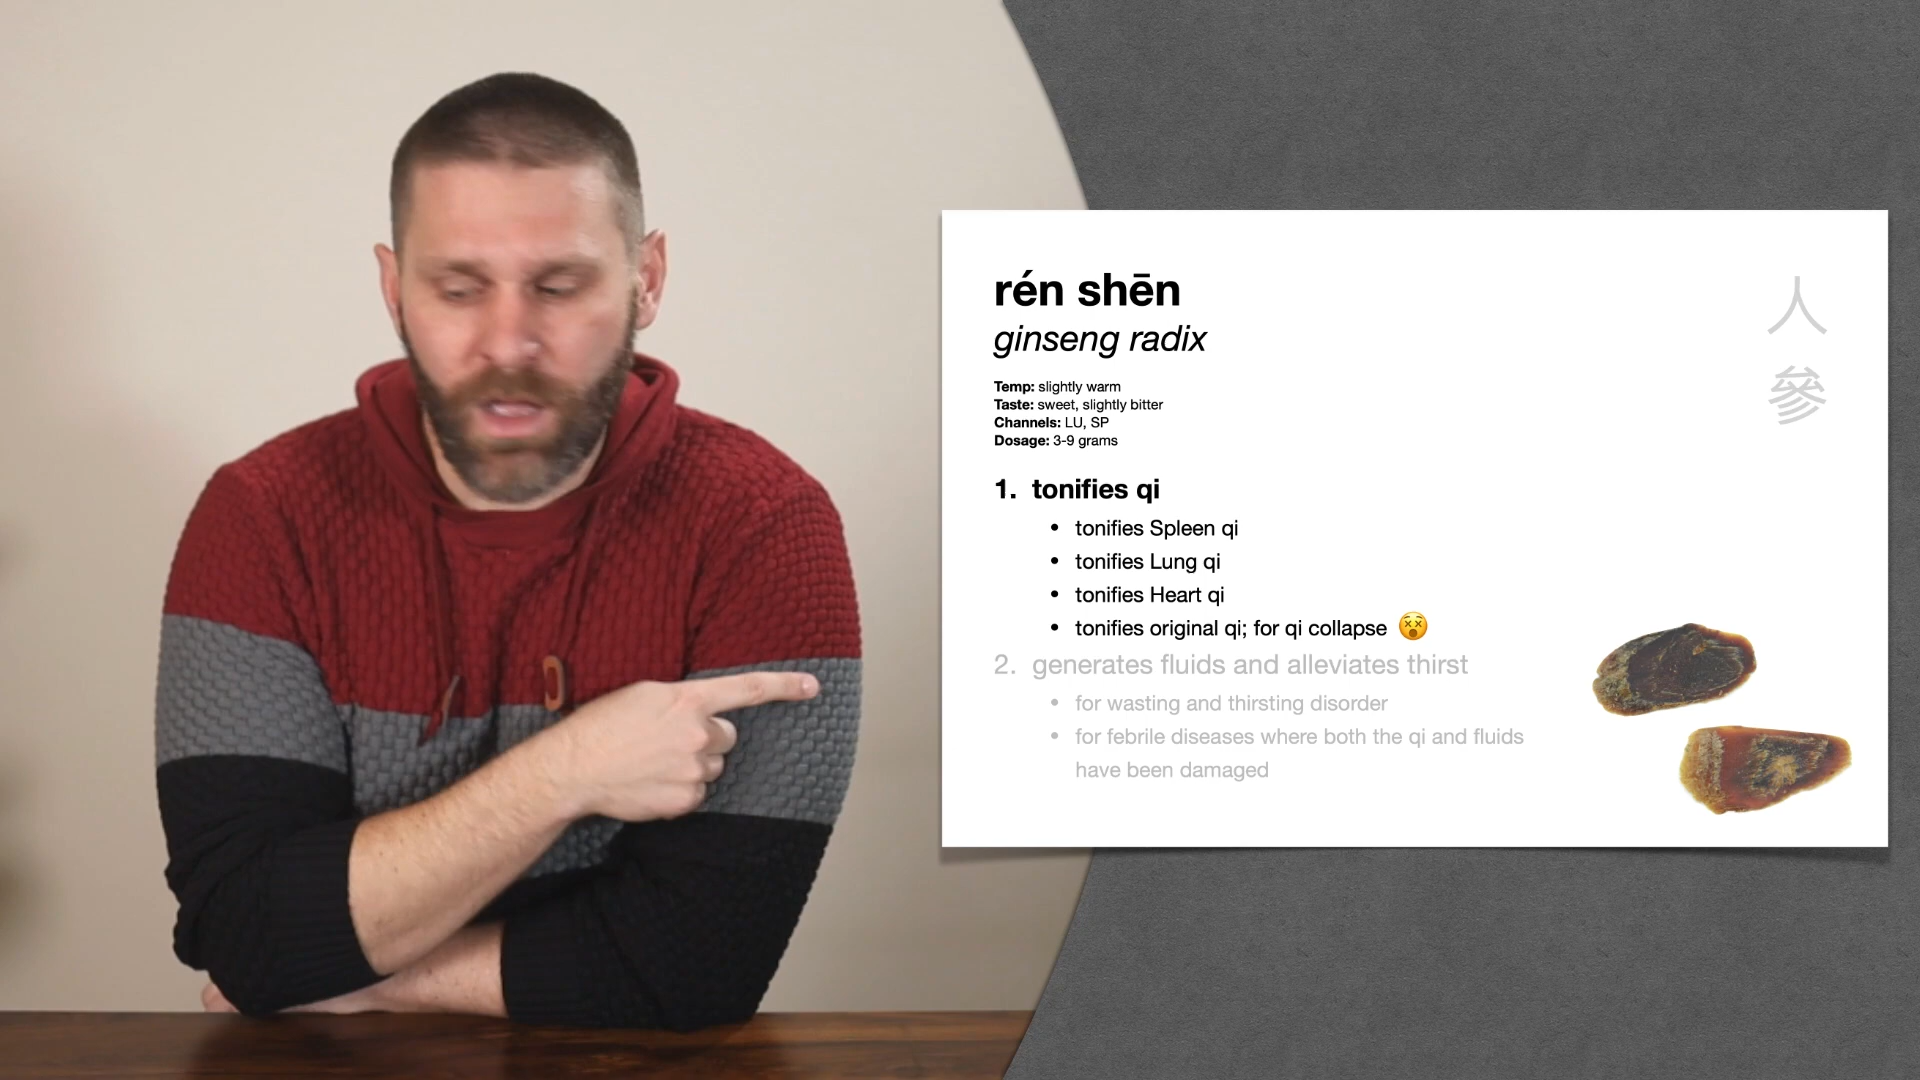 rén shēn
人
參
ginseng radix
Temp: slightly warm
Taste: sweet, slightly bitter
Channels: LU, SP
Dosage: 3-9 grams
1. tonifies qi
• tonifies Spleen qi
• tonifies Lung qi
• tonifies Heart qi
• tonifies original qi; for qi collapse 😵
2. generates fluids and alleviates thirst
• for wasting and thirsting disorder
• for febrile diseases where both the qi and fluids
have been damaged